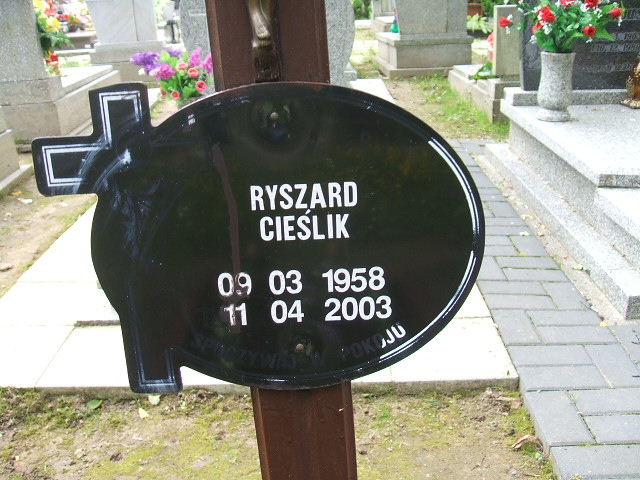 RYSZARD
CIEŚLIK
09 03 1958
11 04 2003
SPOCZYWAJ W POKOJU